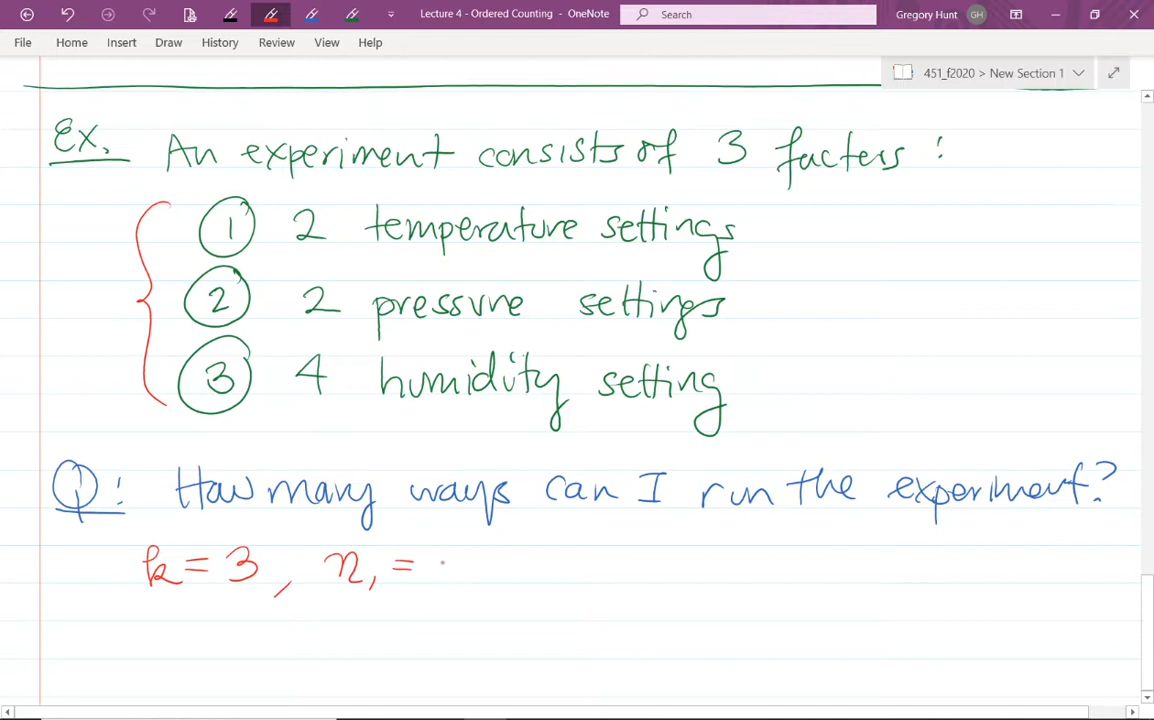 Lecture 4 - Ordered Counting - OneNote
Search
Gregory Hunt GH
File Home Insert Draw History Review View Help
451_f2020 > New Section 1
Ex. An experiment consists of 3 factors :
1 2 temperature settings
2 2 pressure settings
3 4 humidity setting
Q: How many ways can I run the experiment?
k = 3, n₁ =